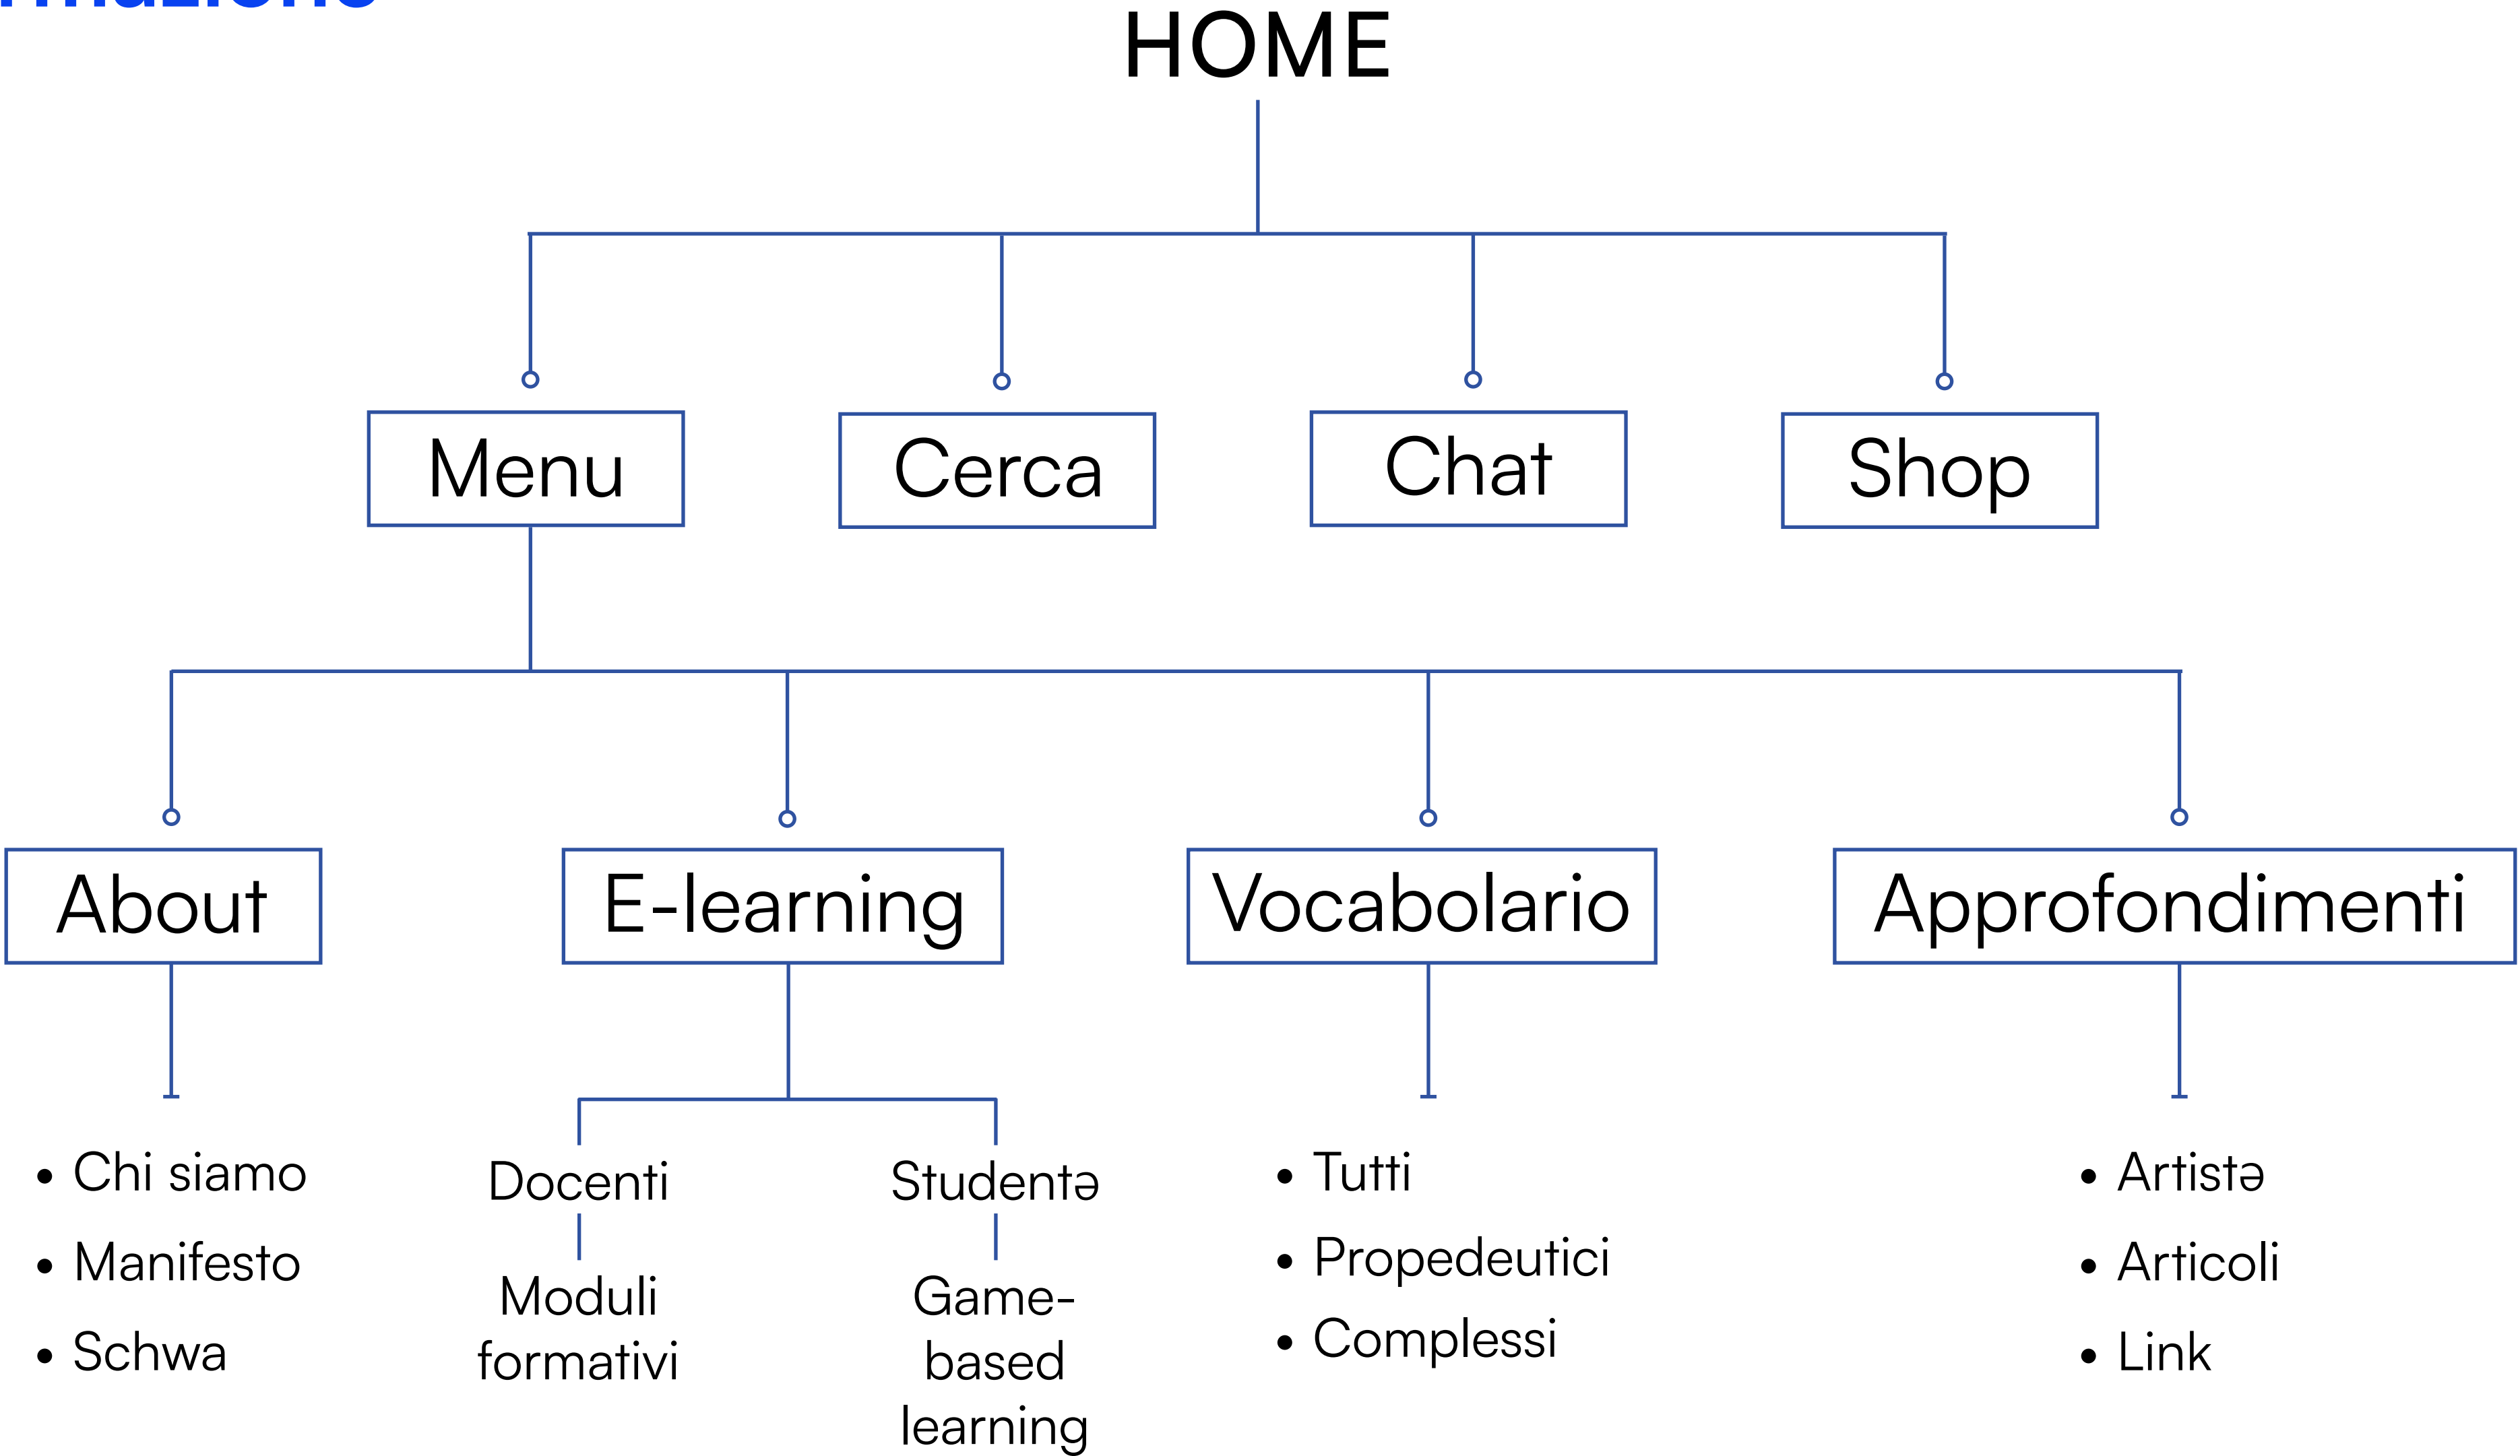 HOME
Menu
Cerca
Chat
Shop
About
E-learning
Vocabolario
Approfondimenti
• Chi siamo
• Manifesto
• Schwa
Docenti
Moduli
formativi
Studentə
Game-
based
learning
• Tutti
• Propedeutici
• Complessi
• Artistə
• Articoli
• Link